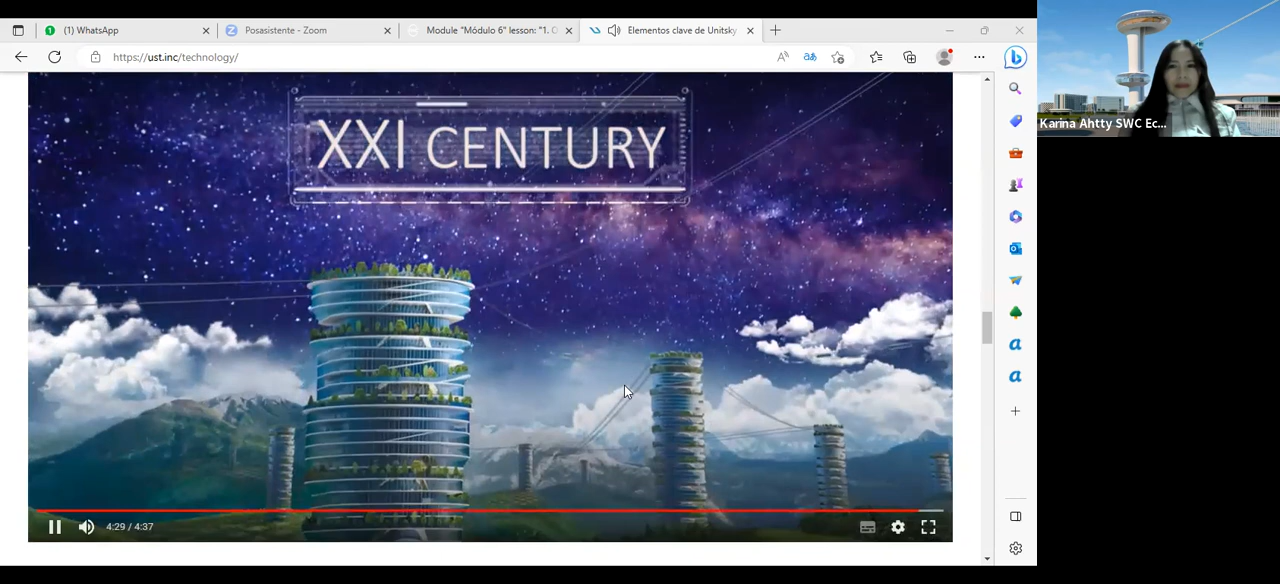 (1) WhatsApp
Posasistente - Zoom
Module "Módulo 6" lesson: "1. C
Elementos clave de Unitsky
https://ust.inc/technology/
XXI CENTURY
4:29 / 4:37
Karina Ahtty SWC Ec...